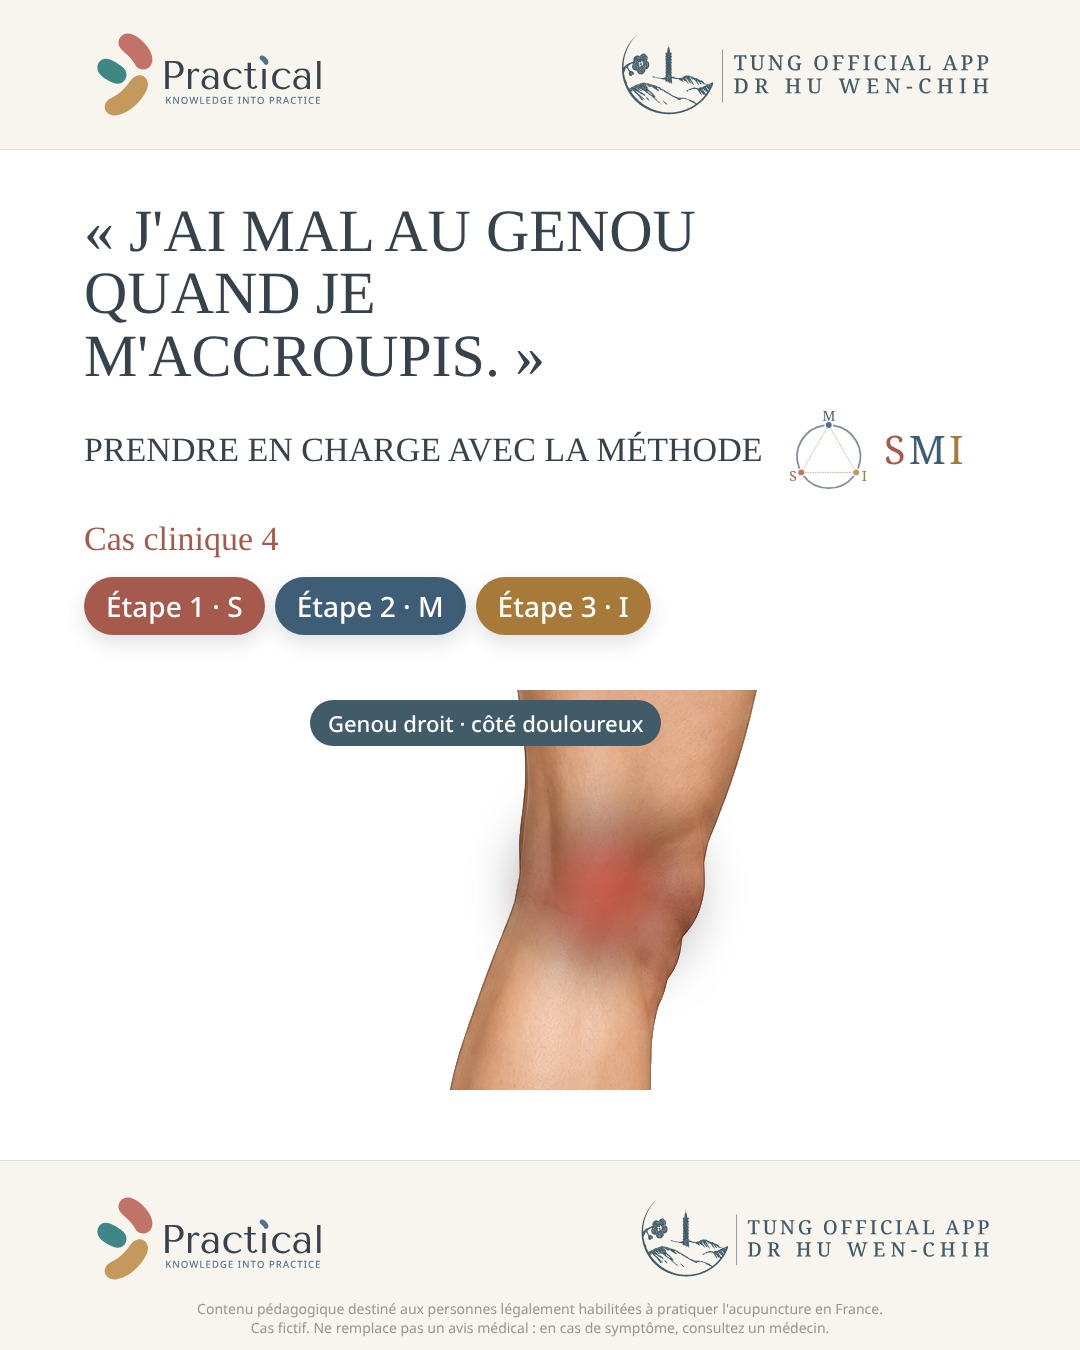 Practical
KNOWLEDGE INTO PRACTICE
TUNG OFFICIAL APP
DR HU WEN-CHIH
« J'AI MAL AU GENOU
QUAND JE
M'ACCROUPIS. »
PRENDRE EN CHARGE AVEC LA MÉTHODE
M
S
I
SMI
Cas clinique 4
Étape 1 · S
Étape 2 · M
Étape 3 · I
Genou droit · côté douloureux
Practical
KNOWLEDGE INTO PRACTICE
TUNG OFFICIAL APP
DR HU WEN-CHIH
Contenu pédagogique destiné aux personnes légalement habilitées à pratiquer l'acupuncture en France.
Cas fictif. Ne remplace pas un avis médical : en cas de symptôme, consultez un médecin.